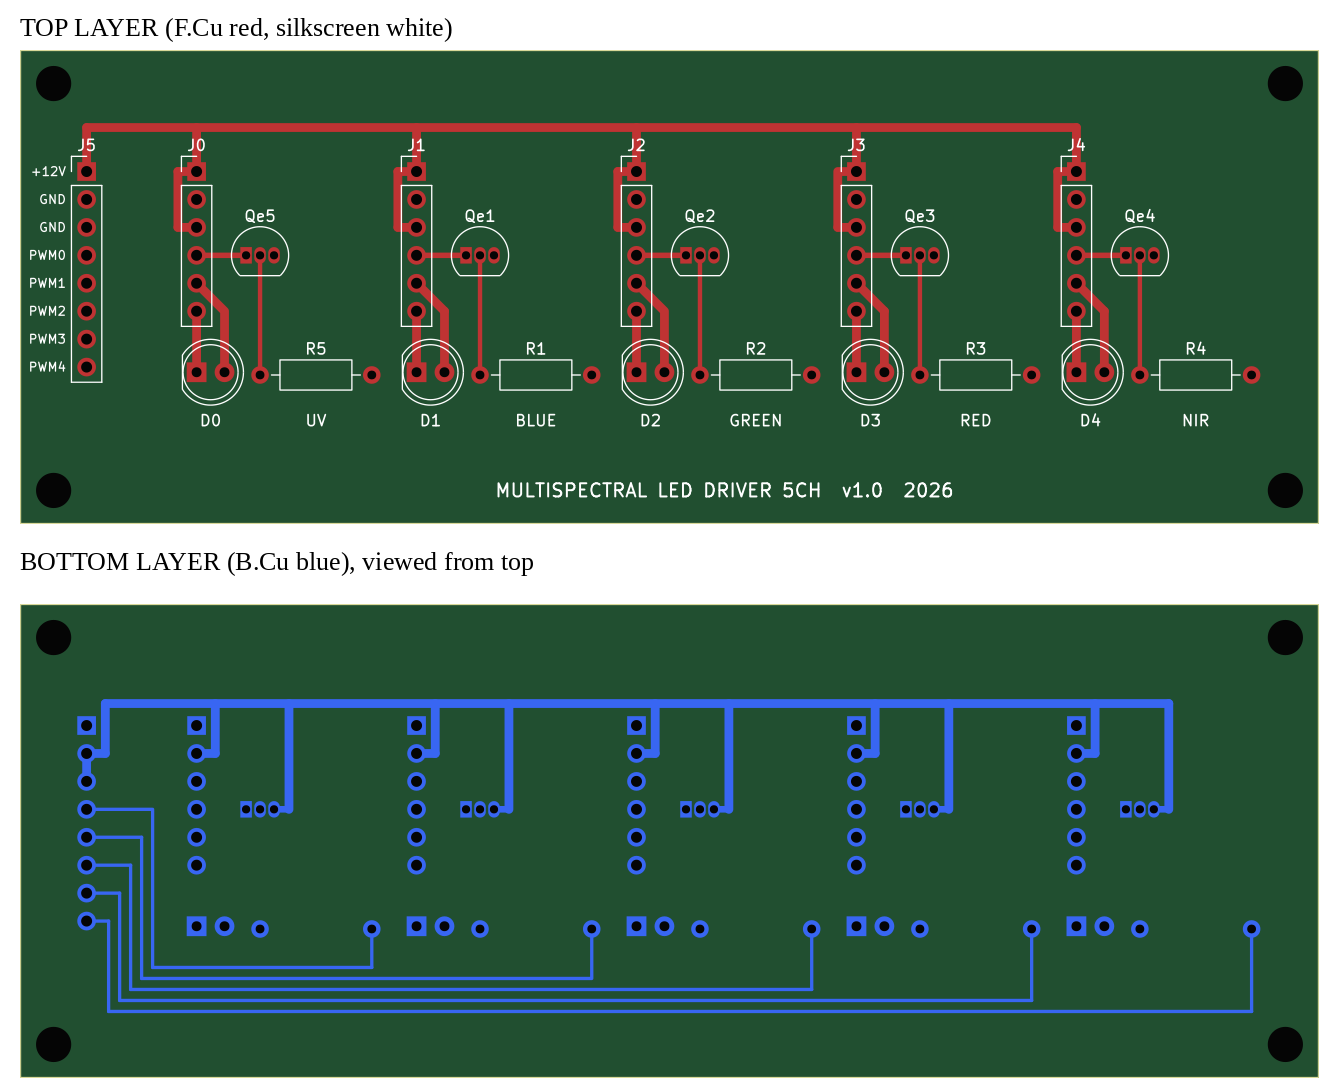 TOP LAYER (F.Cu red, silkscreen white)
J5 J0 J1 J2 J3 J4
+12V
GND
GND
PWM0
PWM1
PWM2
PWM3
PWM4
Qe5 Qe1 Qe2 Qe3 Qe4
R5 R1 R2 R3 R4
D0 UV D1 BLUE D2 GREEN D3 RED D4 NIR
MULTISPECTRAL LED DRIVER 5CH v1.0 2026
BOTTOM LAYER (B.Cu blue), viewed from top